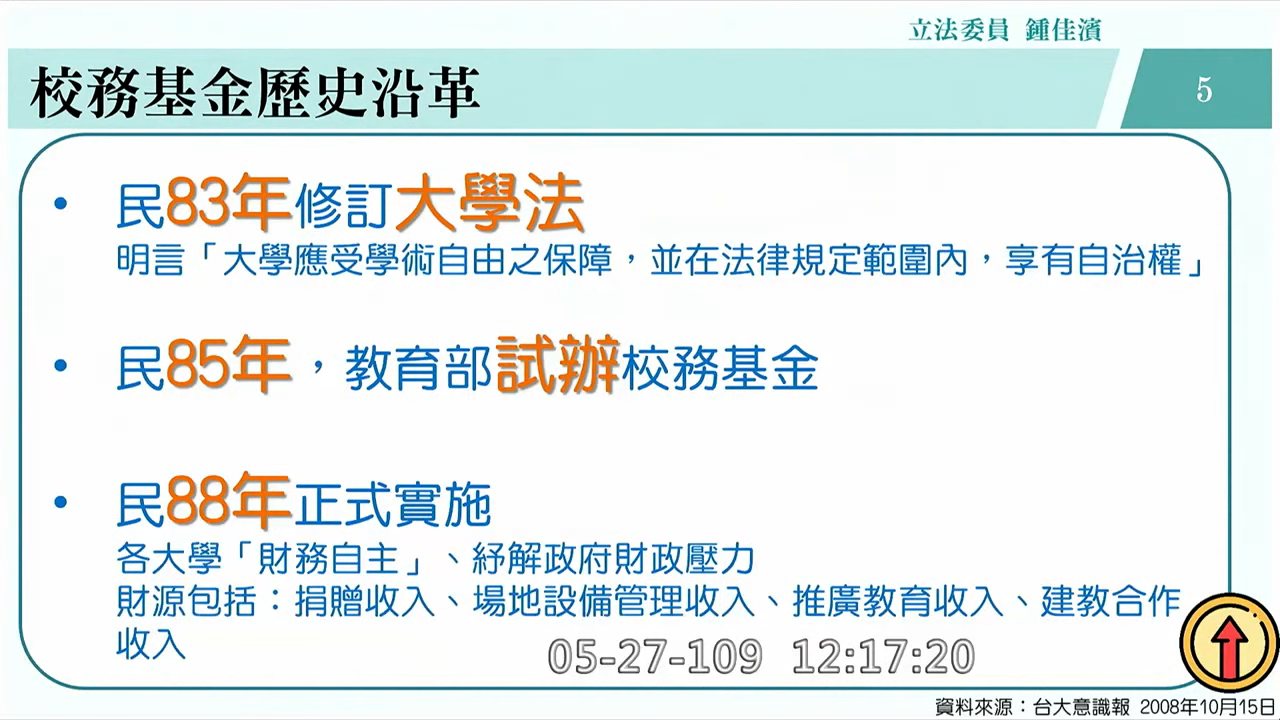 立法委員 鍾佳濱
校務基金歷史沿革
5
• 民83年修訂大學法
明言「大學應受學術自由之保障，並在法律規定範圍內，享有自治權」
• 民85年，教育部試辦校務基金
• 民88年正式實施
各大學「財務自主」、紓解政府財政壓力
財源包括：捐贈收入、場地設備管理收入、推廣教育收入、建教合作
收入
05-27-109 12:17:20
資料來源：台大意識報 2008年10月15日